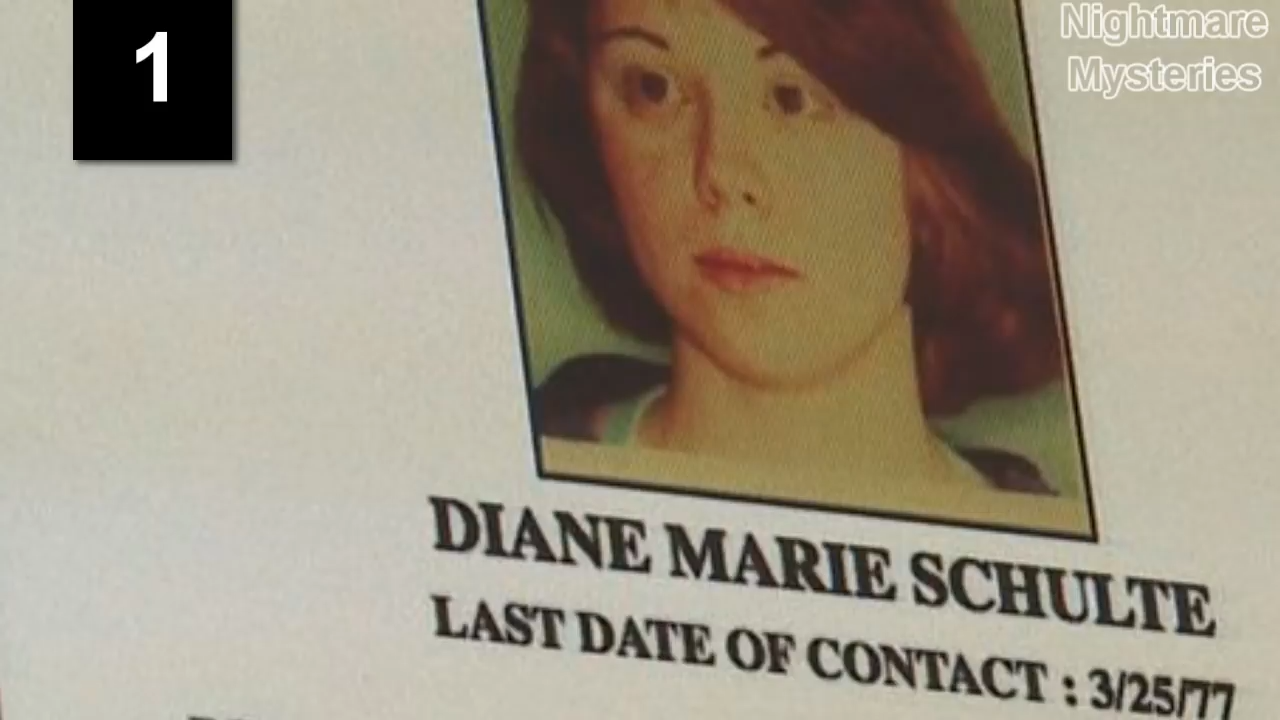 1
Nightmare
Mysteries
DIANE MARIE SCHULTE
LAST DATE OF CONTACT : 3/25/77